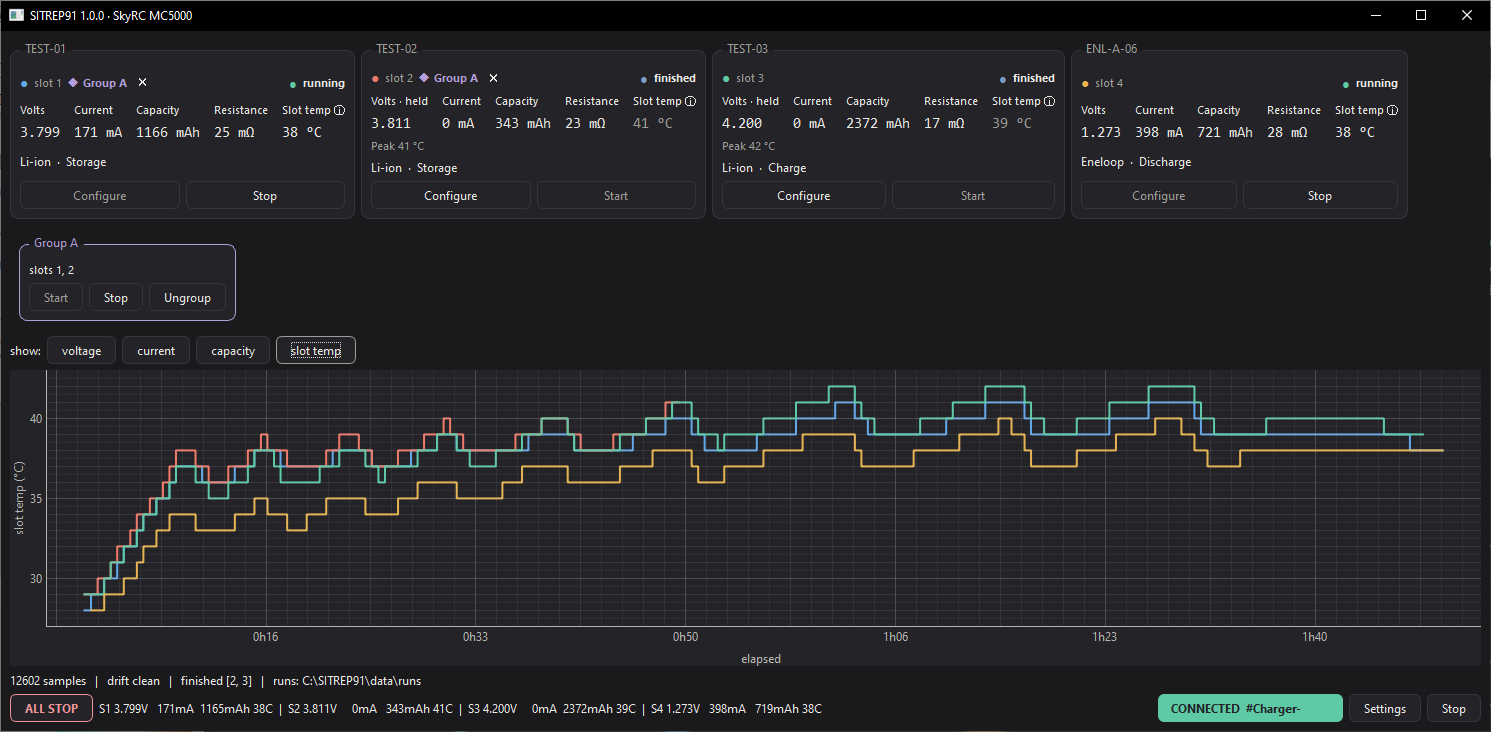 SITREP91 1.0.0 · SkyRC MC5000
TEST-01 TEST-02 TEST-03 ENL-A-06
slot 1 Group A × running
Volts Current Capacity Resistance Slot temp
3.799 171 mA 1166 mAh 25 mΩ 38 °C
Li-ion · Storage
Configure Stop
slot 2 Group A × finished
Volts · held Current Capacity Resistance Slot temp
3.811 0 mA 343 mAh 23 mΩ 41 °C
Peak 41 °C
Li-ion · Storage
Configure Start
slot 3 finished
Volts · held Current Capacity Resistance Slot temp
4.200 0 mA 2372 mAh 17 mΩ 39 °C
Peak 42 °C
Li-ion · Charge
Configure Start
slot 4 running
Volts Current Capacity Resistance Slot temp
1.273 398 mA 721 mAh 28 mΩ 38 °C
Eneloop · Discharge
Configure Stop
Group A
slots 1, 2
Start Stop Ungroup
show: voltage current capacity slot temp
slot temp (°C)
40
35
30
0h16 0h33 0h50 1h06 1h23 1h40
elapsed
12602 samples | drift clean | finished [2, 3] | runs: C:\SITREP91\data\runs
ALL STOP S1 3.799V 171mA 1165mAh 38C | S2 3.811V 0mA 343mAh 41C | S3 4.200V 0mA 2372mAh 39C | S4 1.273V 398mA 719mAh 38C CONNECTED #Charger- Settings Stop